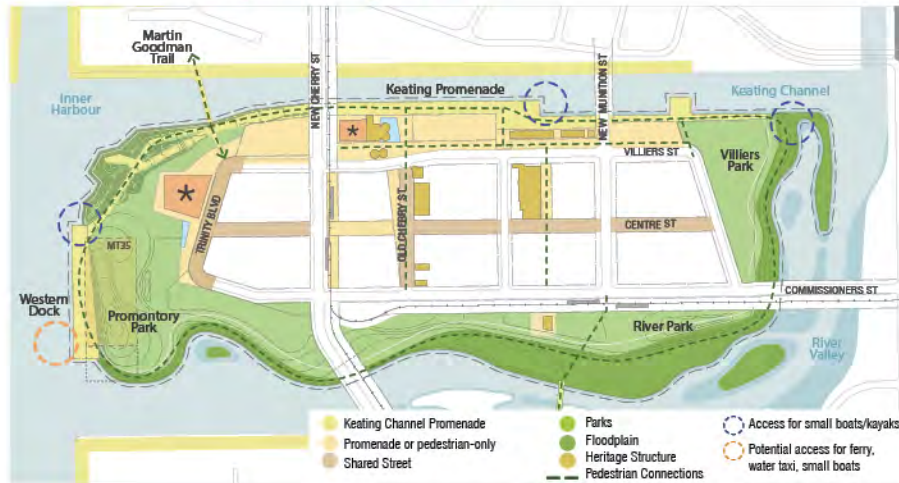 Martin
Goodman
Trail
NEW CHERRY ST
NEW MUNITION ST
Inner
Harbour
Keating Promenade
Keating Channel
*
VILLIERS ST
Villiers
Park
*
TRINITY BLVD
OLD CHERRY ST
CENTRE ST
MT35
COMMISSIONERS ST
Western
Dock
Promontory
Park
River Park
River
Valley
Keating Channel Promenade
Promenade or pedestrian-only
Shared Street
Parks
Floodplain
Heritage Structure
Pedestrian Connections
Access for small boats/kayaks
Potential access for ferry,
water taxi, small boats